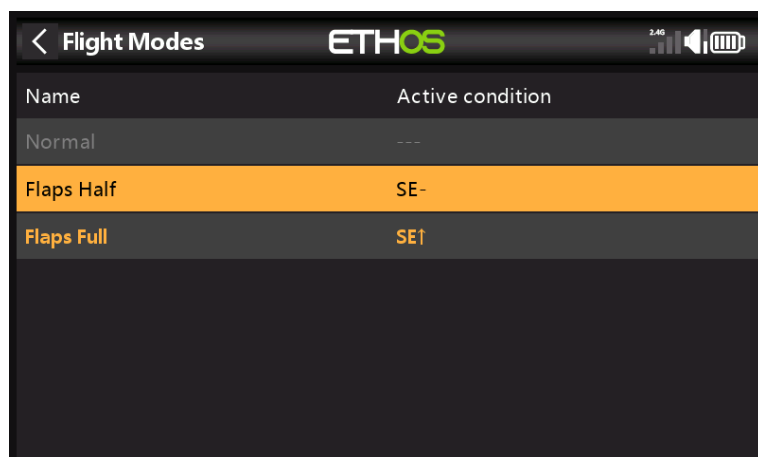 Flight Modes ETHOS 2.4G
Name Active condition
Normal ---
Flaps Half SE-
Flaps Full SE↑